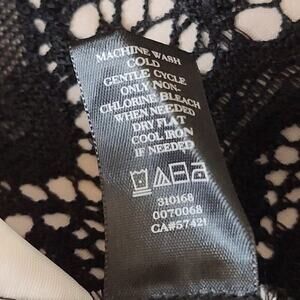 MACHINE WASH
COLD
GENTLE CYCLE
ONLY NON-
CHLORINE BLEACH
WHEN NEEDED
DRY FLAT
COOL IRON
IF NEEDED
310168
0070068
CA#57421